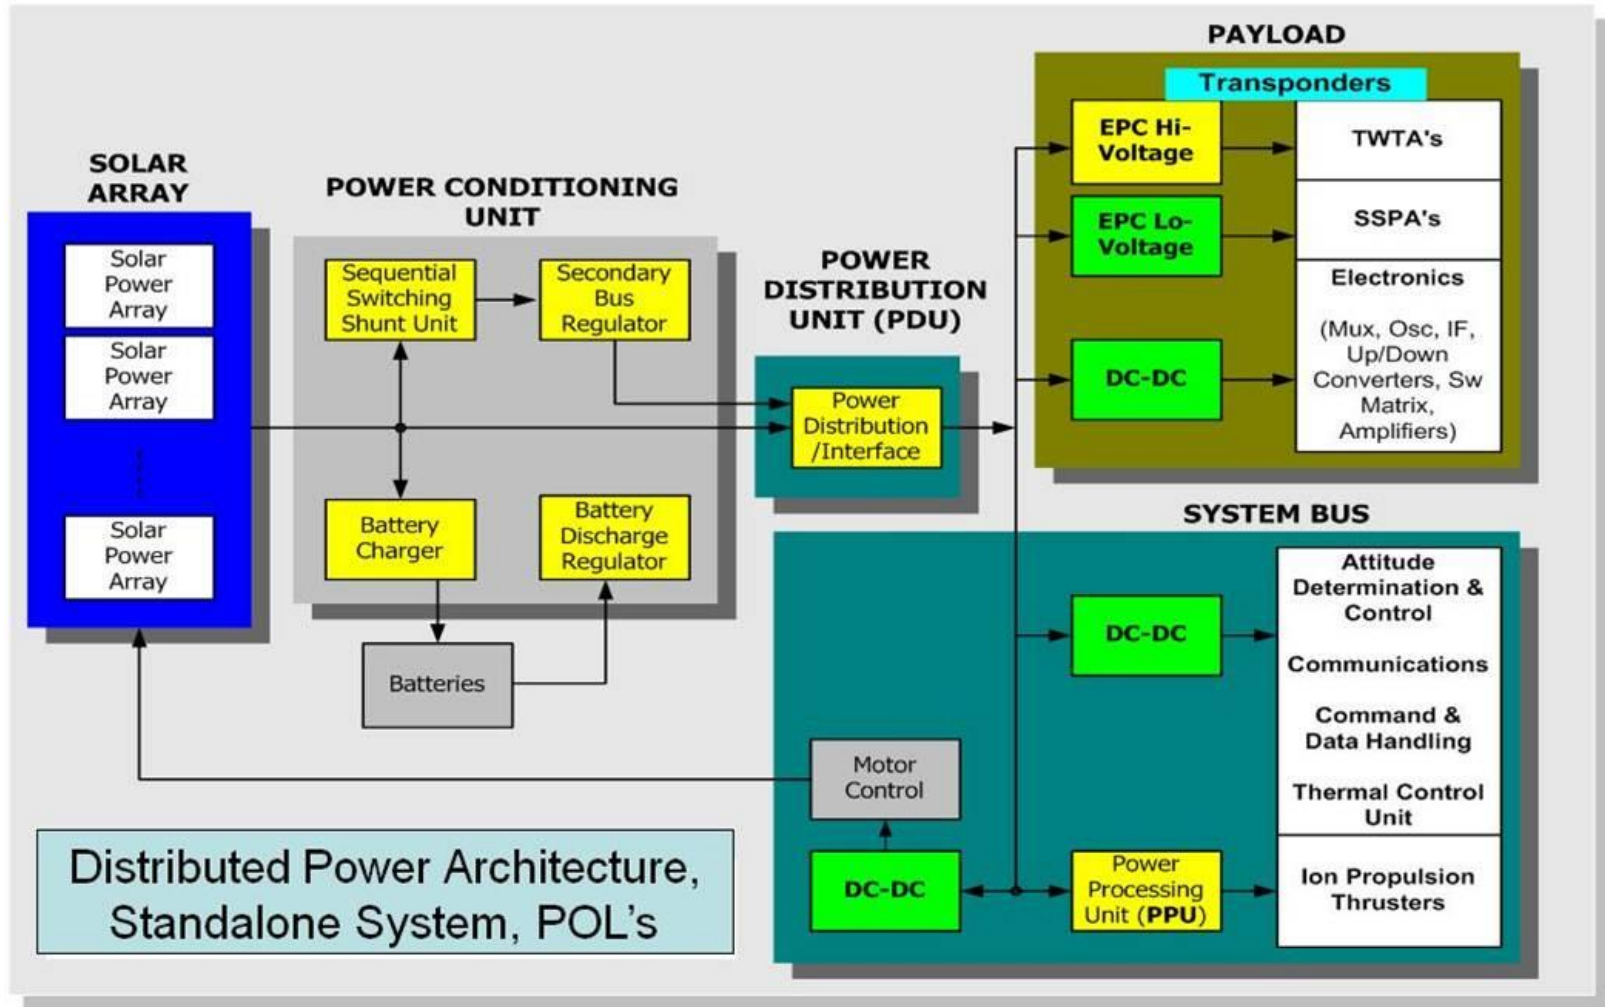 SOLAR
ARRAY
Solar
Power
Array
Solar
Power
Array
Solar
Power
Array
POWER CONDITIONING
UNIT
Sequential
Switching
Shunt Unit
Secondary
Bus
Regulator
Battery
Charger
Battery
Discharge
Regulator
Batteries
POWER
DISTRIBUTION
UNIT (PDU)
Power
Distribution
/Interface
PAYLOAD
Transponders
EPC Hi-
Voltage
TWTA's
EPC Lo-
Voltage
SSPA's
DC-DC
Electronics
(Mux, Osc, IF,
Up/Down
Converters, Sw
Matrix,
Amplifiers)
SYSTEM BUS
DC-DC
Attitude
Determination &
Control
Communications
Command &
Data Handling
Thermal Control
Unit
Motor
Control
DC-DC
Power
Processing
Unit (PPU)
Ion Propulsion
Thrusters
Distributed Power Architecture,
Standalone System, POL’s